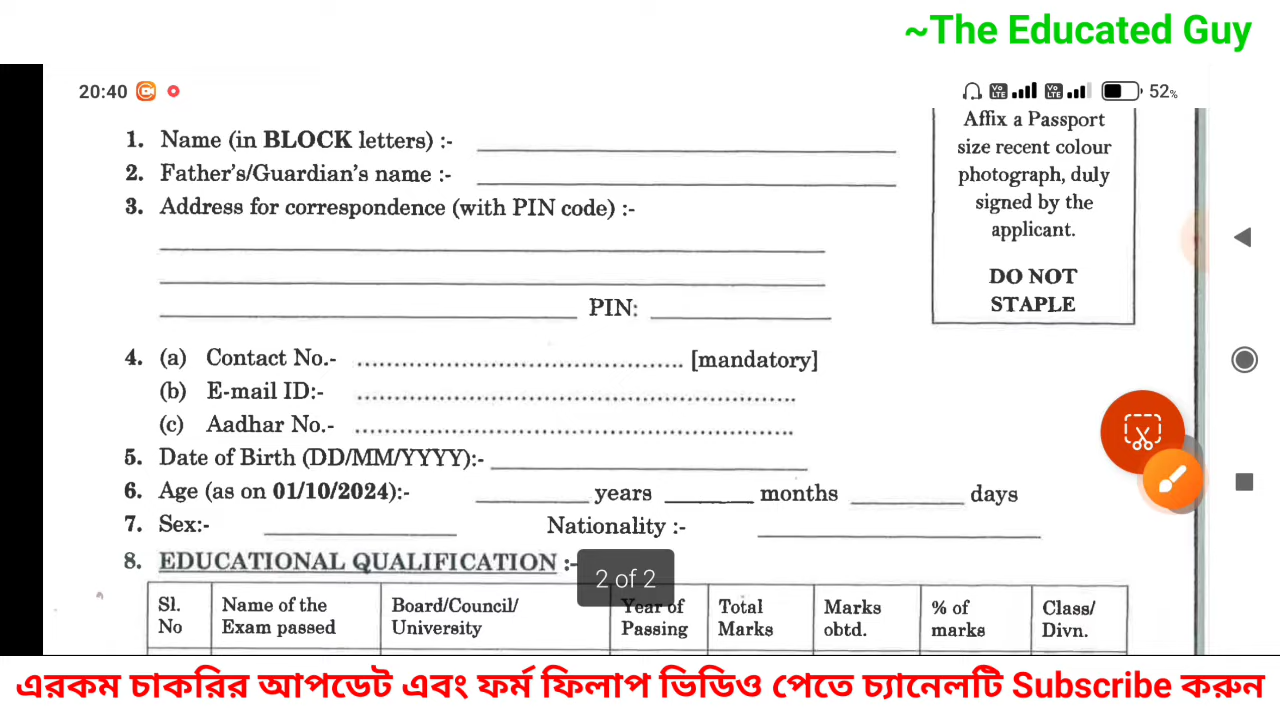 ~The Educated Guy
20:40
52%
Affix a Passport
size recent colour
photograph, duly
signed by the
applicant.
DO NOT
STAPLE
1. Name (in BLOCK letters) :-
2. Father's/Guardian's name :-
3. Address for correspondence (with PIN code) :-
PIN:
4. (a) Contact No.- [mandatory]
(b) E-mail ID:-
(c) Aadhar No.-
5. Date of Birth (DD/MM/YYYY):-
6. Age (as on 01/10/2024):- years months days
7. Sex:- Nationality :-
8. EDUCATIONAL QUALIFICATION :-
2 of 2
Sl. No
Name of the Exam passed
Board/Council/ University
Year of Passing
Total Marks
Marks obtd.
% of marks
Class/ Divn.
এরকম চাকরির আপডেট এবং ফর্ম ফিলাপ ভিডিও পেতে চ্যানেলটি Subscribe করুন